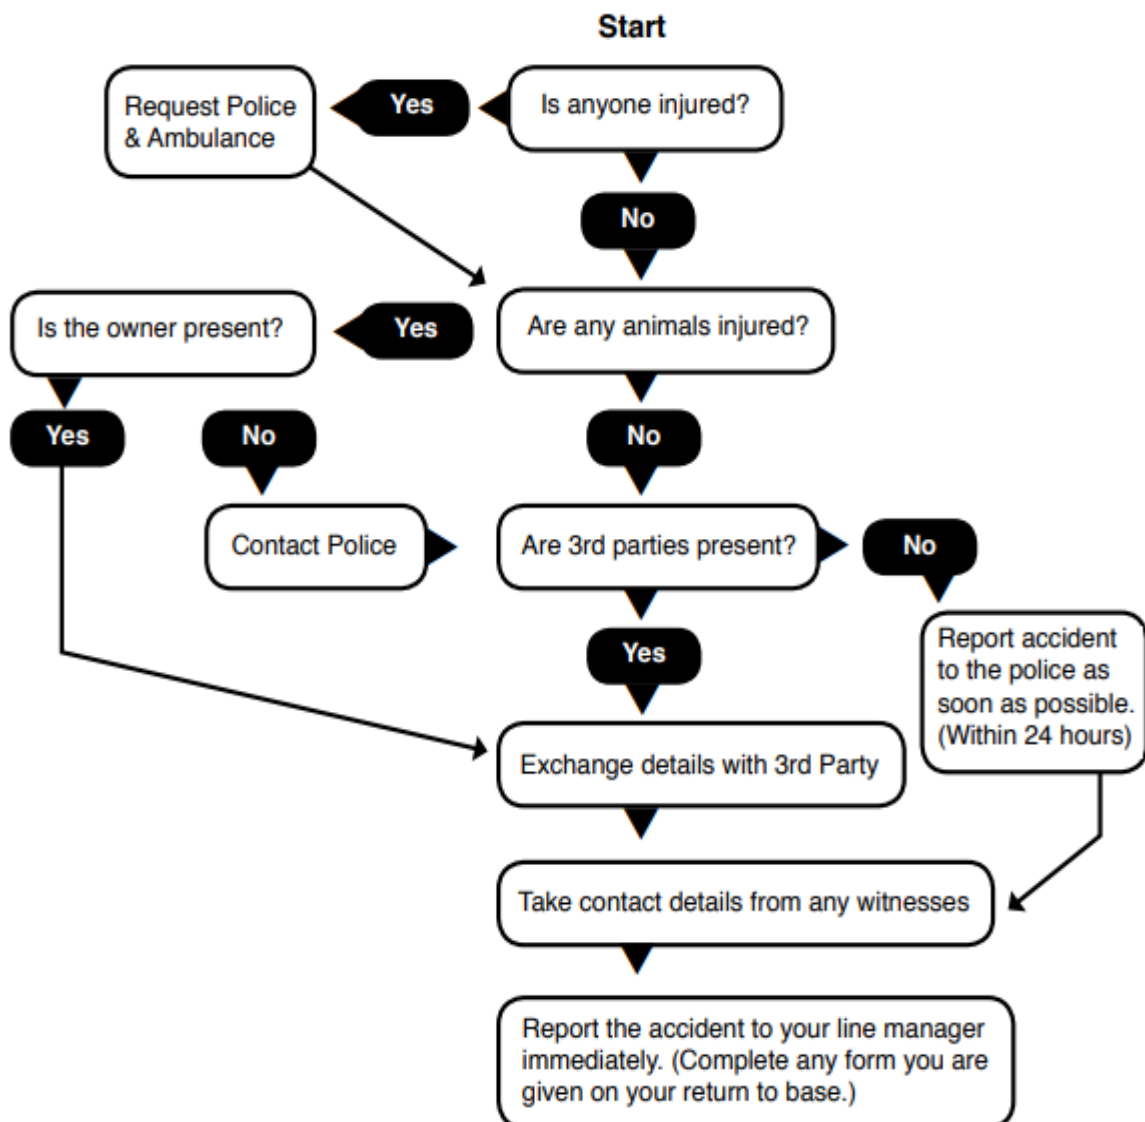 Start
Is anyone injured?
Yes
Request Police
& Ambulance
No
Are any animals injured?
Yes
Is the owner present?
Yes
No
No
Contact Police
Are 3rd parties present?
No
Yes
Report accident
to the police as
soon as possible.
(Within 24 hours)
Exchange details with 3rd Party
Take contact details from any witnesses
Report the accident to your line manager
immediately. (Complete any form you are
given on your return to base.)